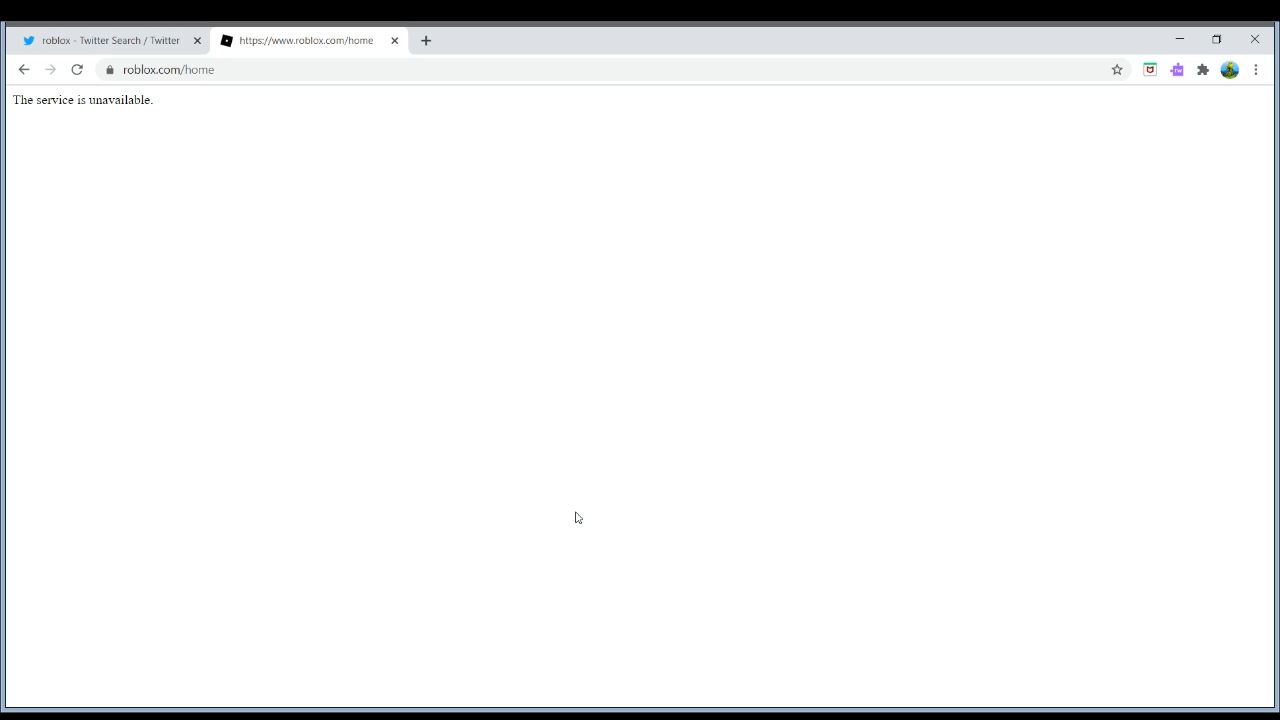 roblox - Twitter Search / Twitter
https://www.roblox.com/home
roblox.com/home
The service is unavailable.